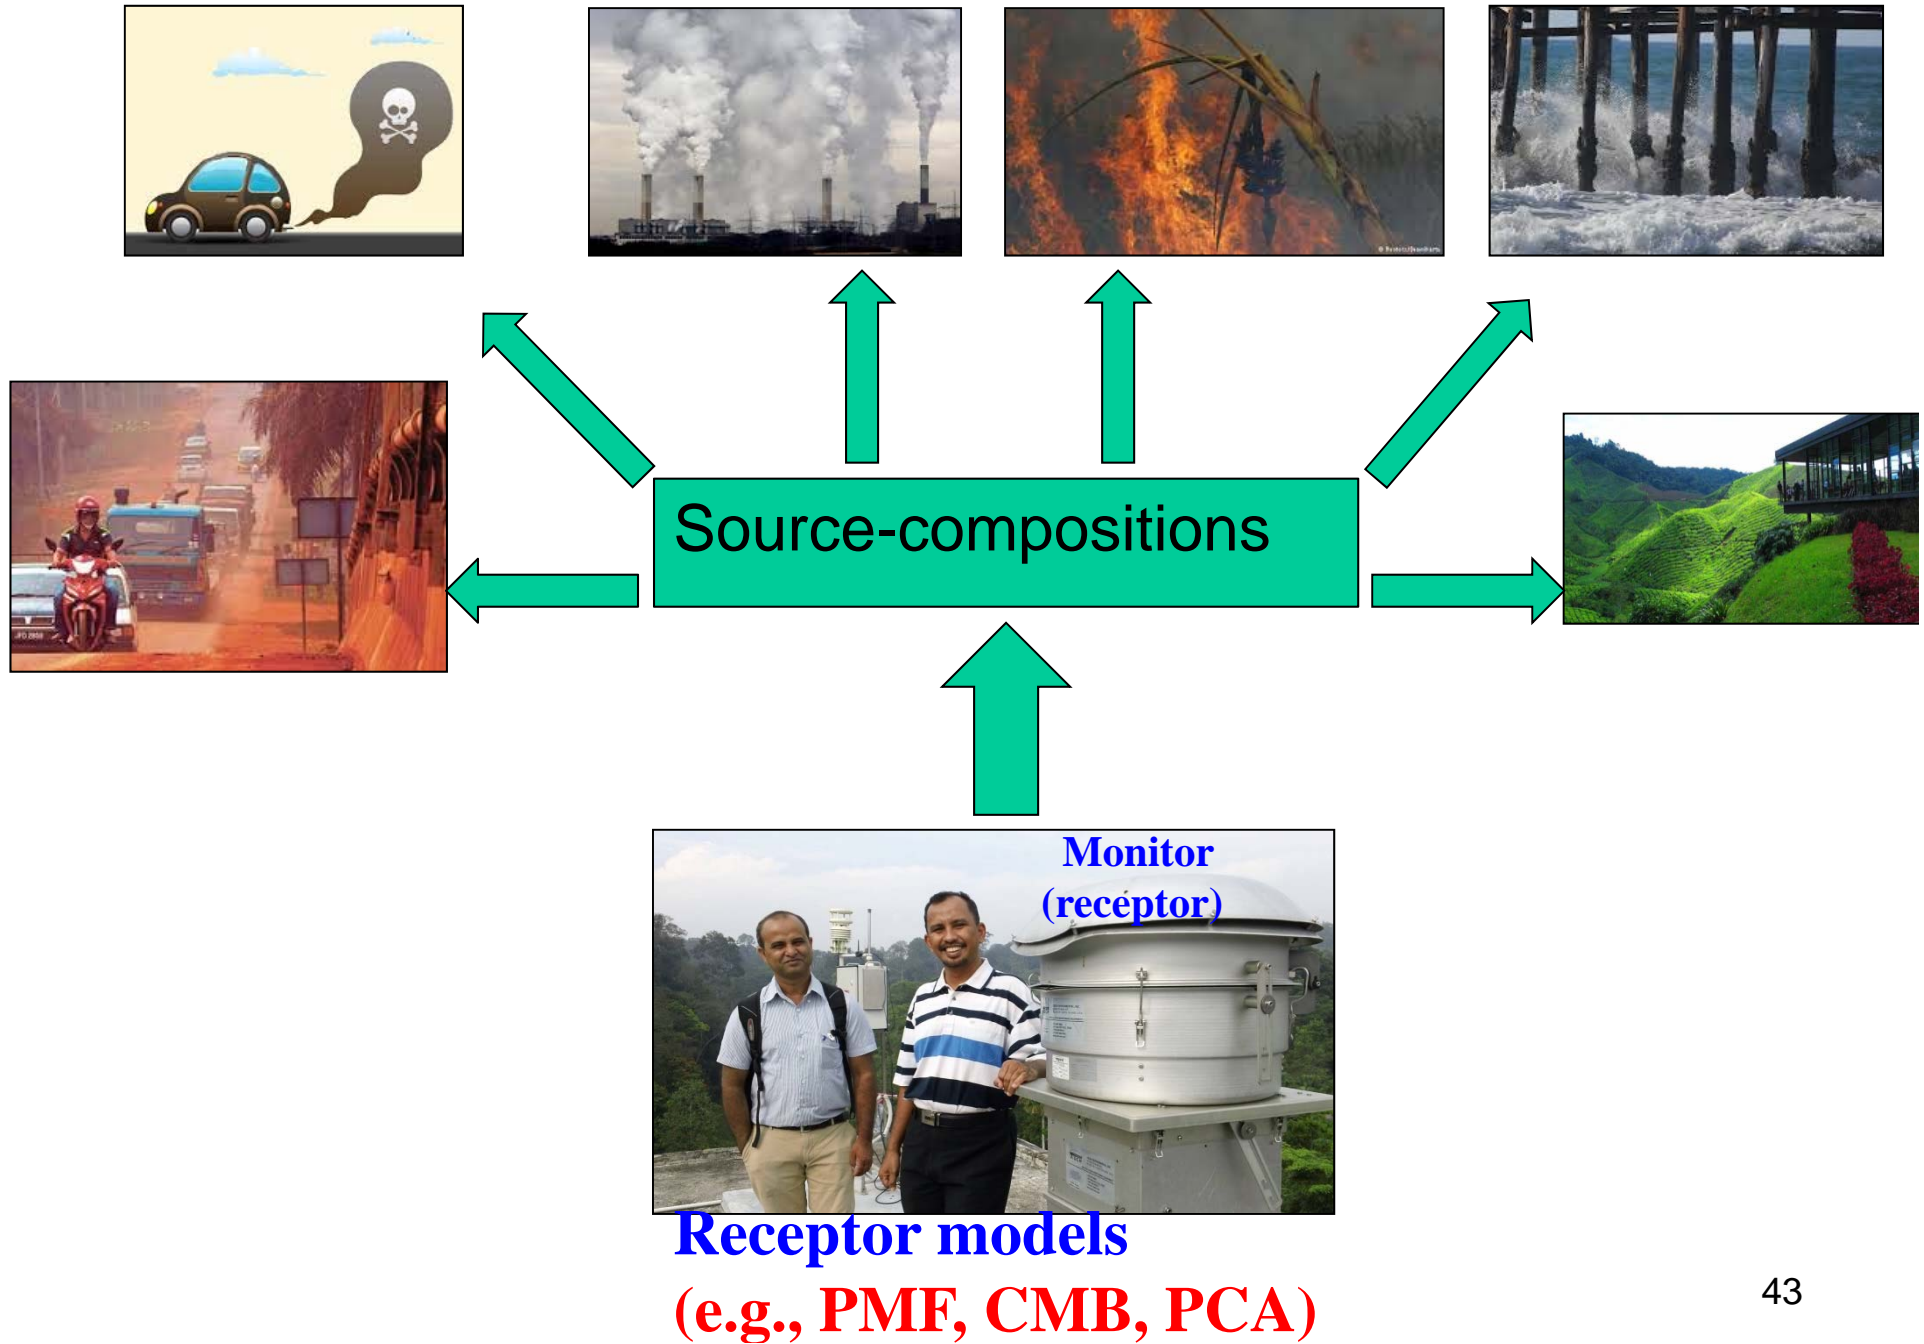 Source-compositions
Monitor
(receptor)
Receptor models
(e.g., PMF, CMB, PCA)
43